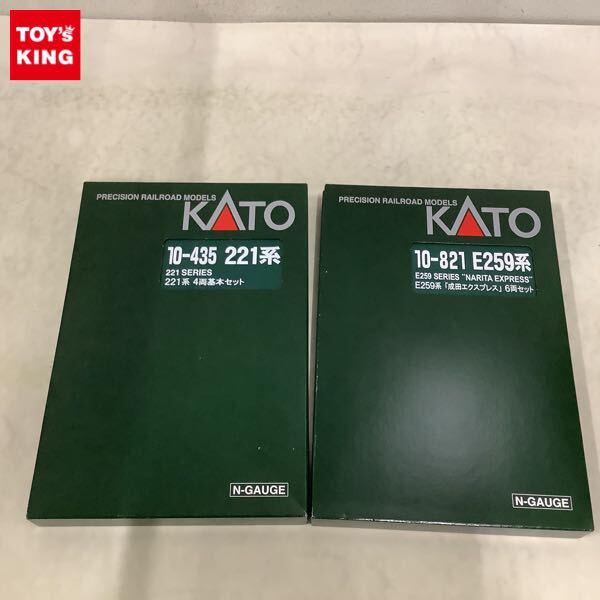 TOY's
KING
PRECISION RAILROAD MODELS
KATO
10-435 221系
221 SERIES
221系 4両基本セット
N-GAUGE
PRECISION RAILROAD MODELS
KATO
10-821 E259系
E259 SERIES "NARITA EXPRESS"
E259系「成田エクスプレス」6両セット
N-GAUGE